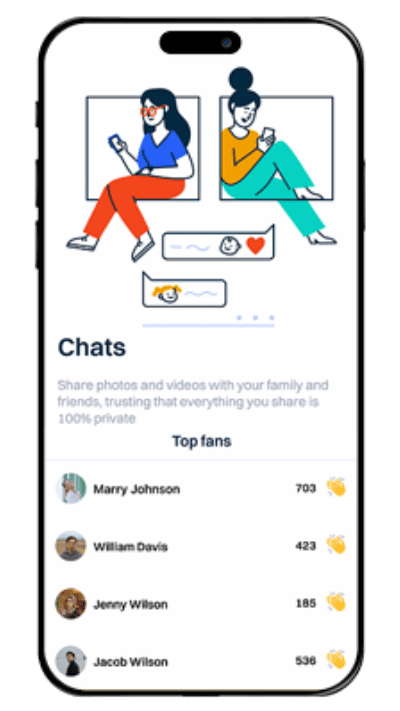 Chats
Share photos and videos with your family and
friends, trusting that everything you share is
100% private
Top fans
Marry Johnson 703
William Davis 423
Jenny Wilson 185
Jacob Wilson 536